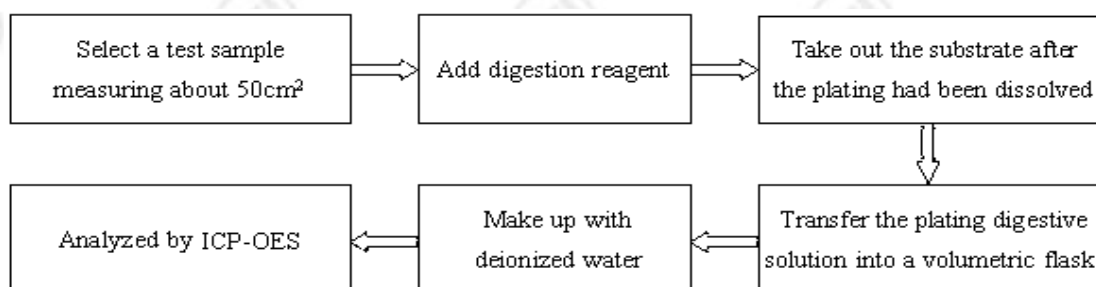 Select a test sample
measuring about 50cm²
Add digestion reagent
Take out the substrate after
the plating had been dissolved
Transfer the plating digestive
solution into a volumetric flask
Make up with
deionized water
Analyzed by ICP-OES